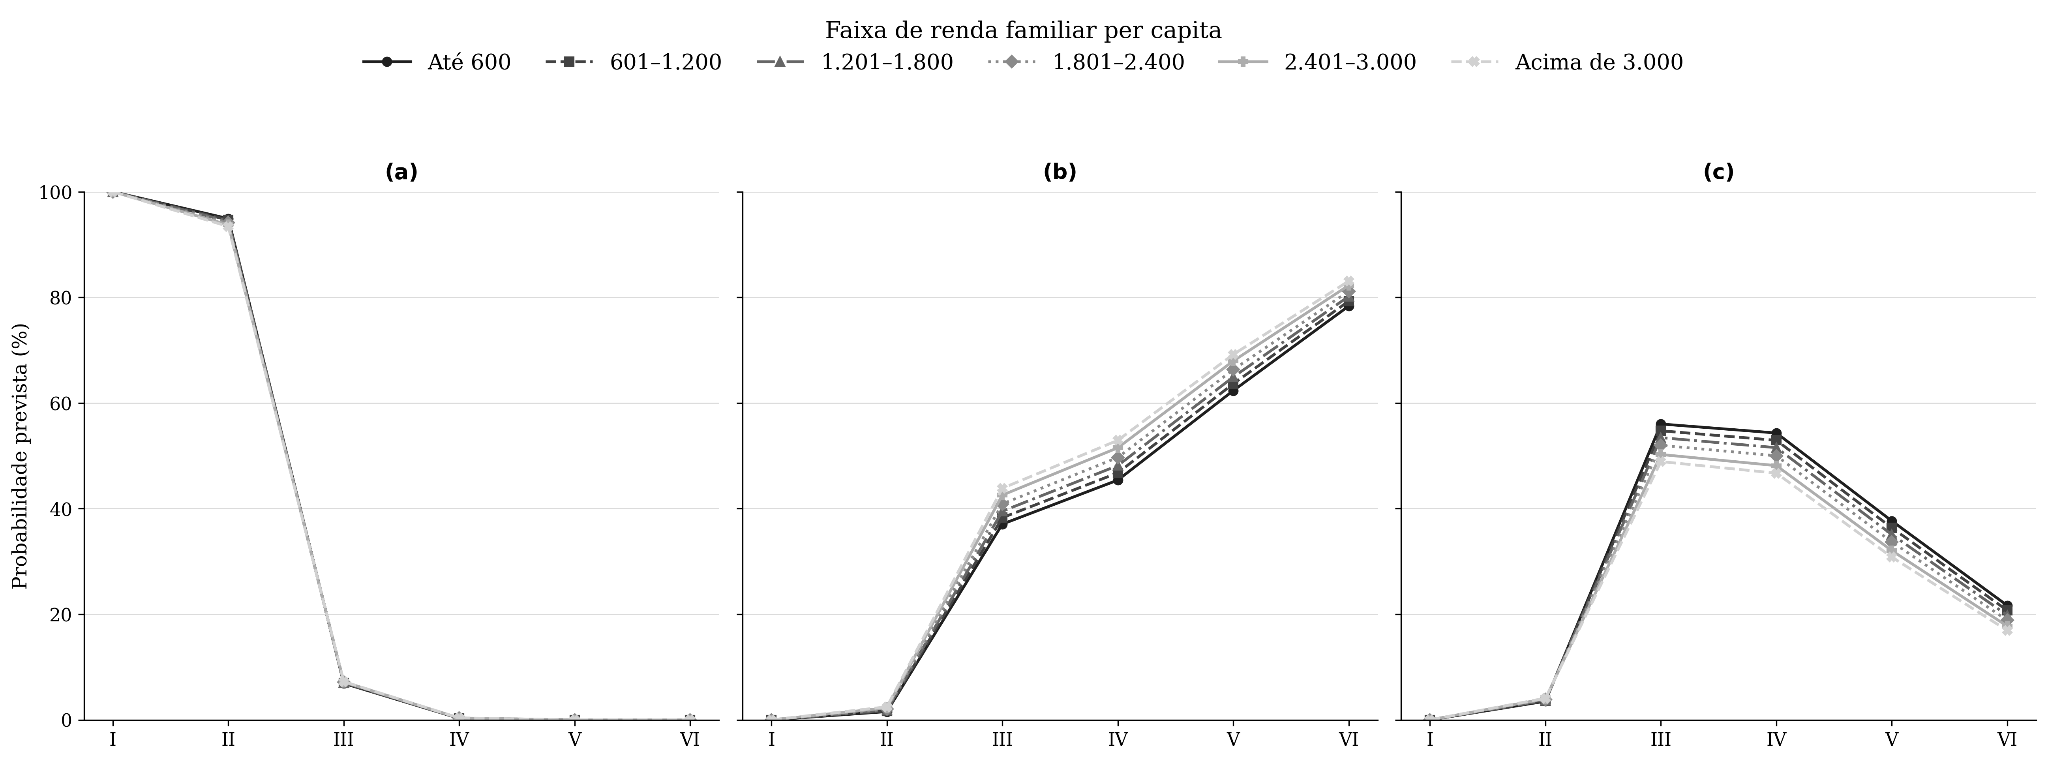 Faixa de renda familiar per capita
Até 600 601–1.200 1.201–1.800 1.801–2.400 2.401–3.000 Acima de 3.000
(a) (b) (c)
Probabilidade prevista (%)
100
80
60
40
20
0
I II III IV V VI I II III IV V VI I II III IV V VI